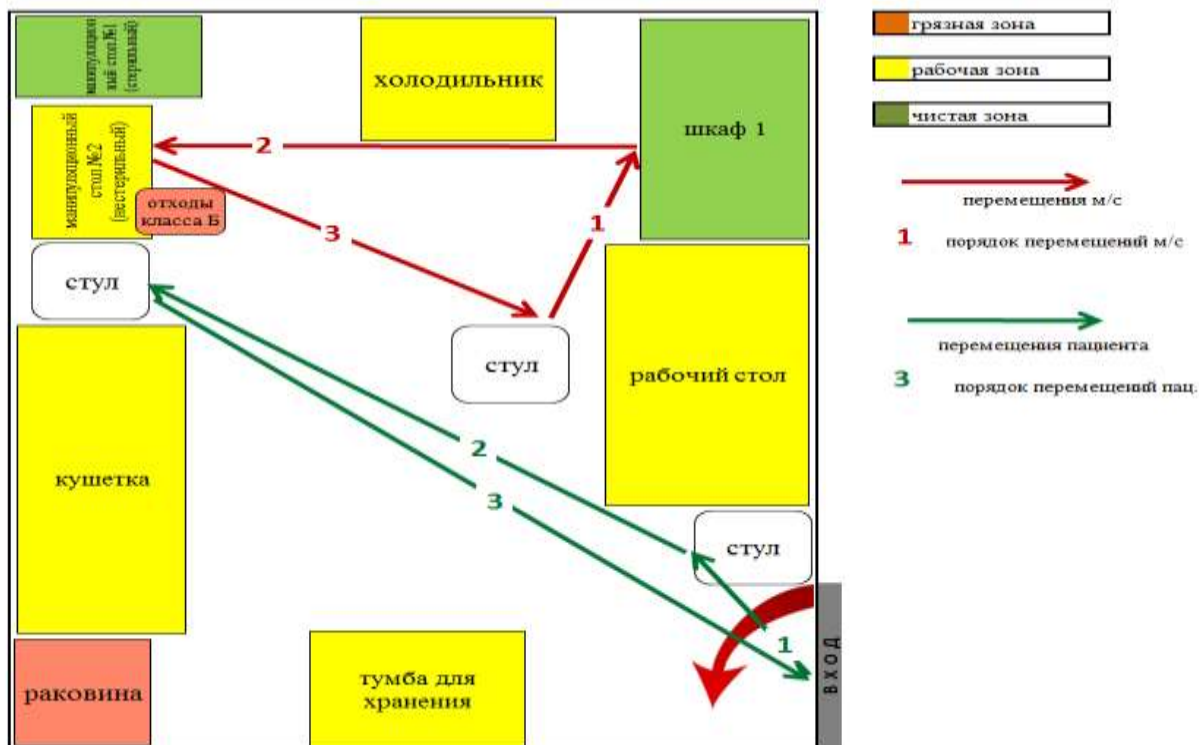 манипуляцион
ный стол №1
(стерильный)
холодильник
шкаф 1
манипуляционный
стол №2
(нестерильный)
отходы
класса Б
2
1
3
стул
стул
рабочий стол
кушетка
2
3
стул
1
вход
раковина
тумба для
хранения
грязная зона
рабочая зона
чистая зона
перемещения м/с
1 порядок перемещений м/с
перемещения пациента
3 порядок перемещений пац.